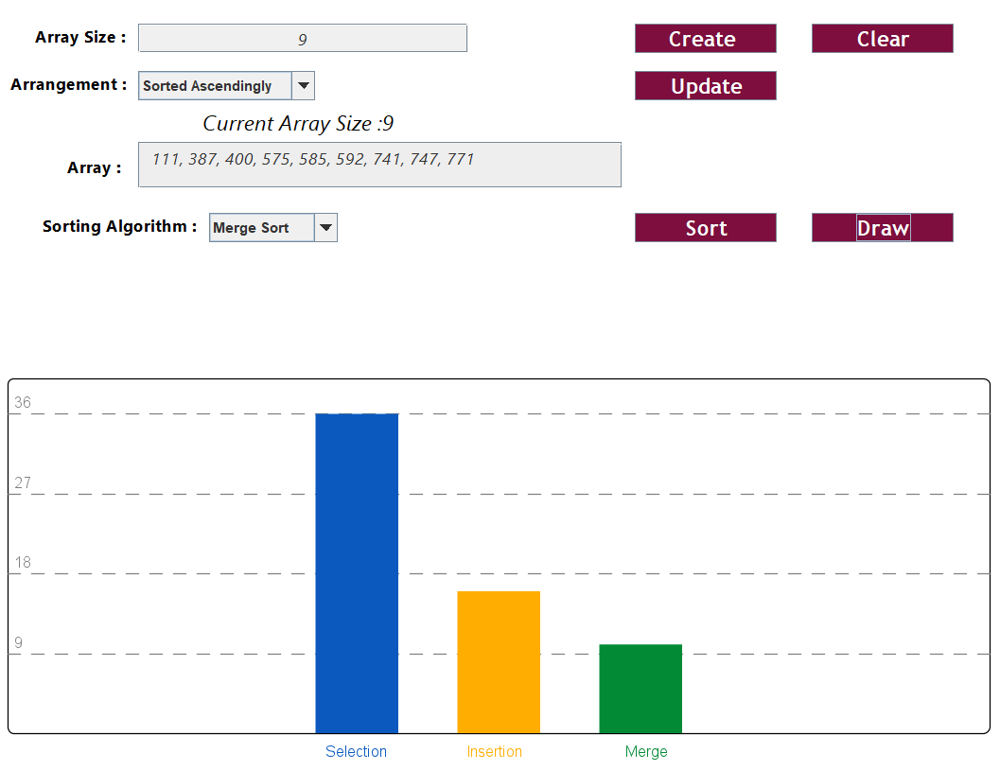 Array Size : 9 Create Clear
Arrangement : Sorted Ascendingly Update
Current Array Size :9
Array : 111, 387, 400, 575, 585, 592, 741, 747, 771
Sorting Algorithm : Merge Sort Sort Draw
36
27
18
9
Selection Insertion Merge